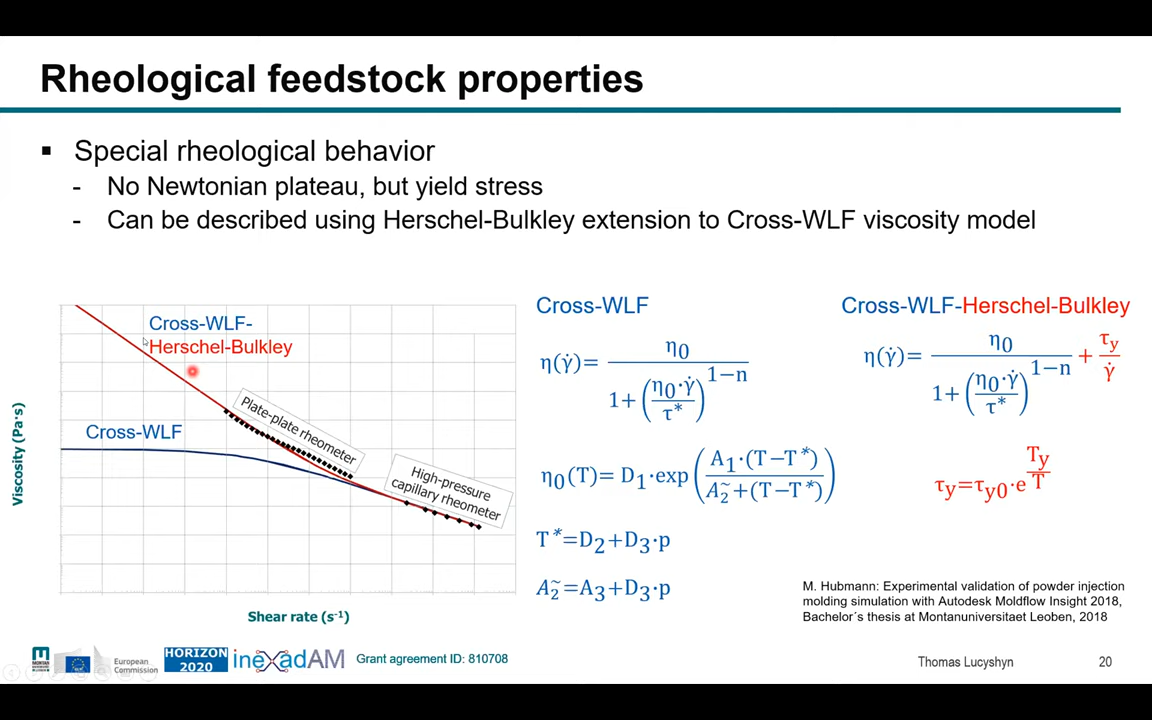 Rheological feedstock properties
▪ Special rheological behavior
- No Newtonian plateau, but yield stress
- Can be described using Herschel-Bulkley extension to Cross-WLF viscosity model
Viscosity (Pa·s)
Cross-WLF-
Herschel-Bulkley
Cross-WLF
Plate-plate rheometer
High-pressure
capillary rheometer
Shear rate (s⁻¹)
Cross-WLF
η(γ̇)= η₀ / (1+(η₀·γ̇/τ*)^(1−n))
η₀(T)= D₁·exp(A₁·(T−T*) / (A₂~+(T−T*)))
T*=D₂+D₃·p
A₂~=A₃+D₃·p
Cross-WLF-Herschel-Bulkley
η(γ̇)= η₀ / (1+(η₀·γ̇/τ*)^(1−n)) + τy/γ̇
τy=τy0·e^(Ty/T)
M. Hubmann: Experimental validation of powder injection
molding simulation with Autodesk Moldflow Insight 2018,
Bachelor´s thesis at Montanuniversitaet Leoben, 2018
European
Commission
HORIZON
2020
inexadAM
Grant agreement ID: 810708
Thomas Lucyshyn
20